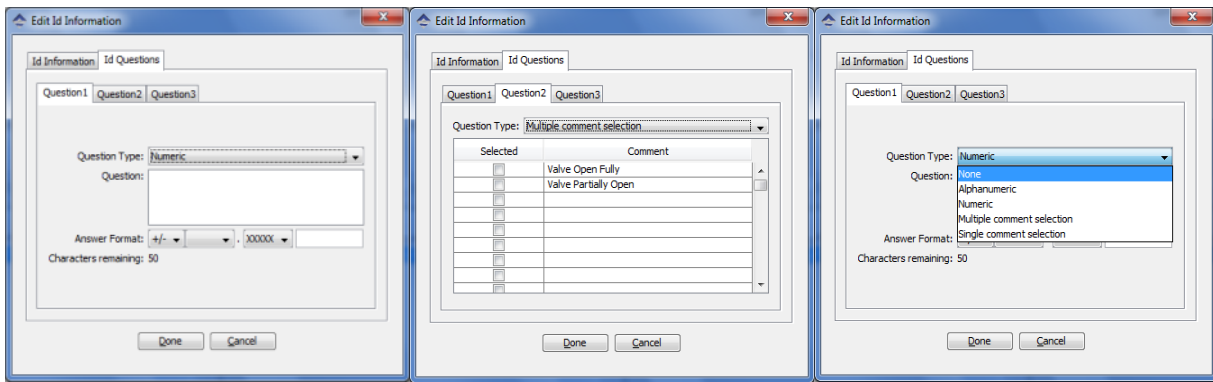 Edit Id Information
Id Information Id Questions
Question1 Question2 Question3
Question Type: Numeric
Question:
Answer Format: +/- . XXXXX
Characters remaining: 50
Done Cancel
Edit Id Information
Id Information Id Questions
Question1 Question2 Question3
Question Type: Multiple comment selection
Selected Comment
Valve Open Fully
Valve Partially Open
Done Cancel
Edit Id Information
Id Information Id Questions
Question1 Question2 Question3
Question Type: Numeric
Question: None
Alphanumeric
Numeric
Multiple comment selection
Single comment selection
Answer Format:
Characters remaining: 50
Done Cancel